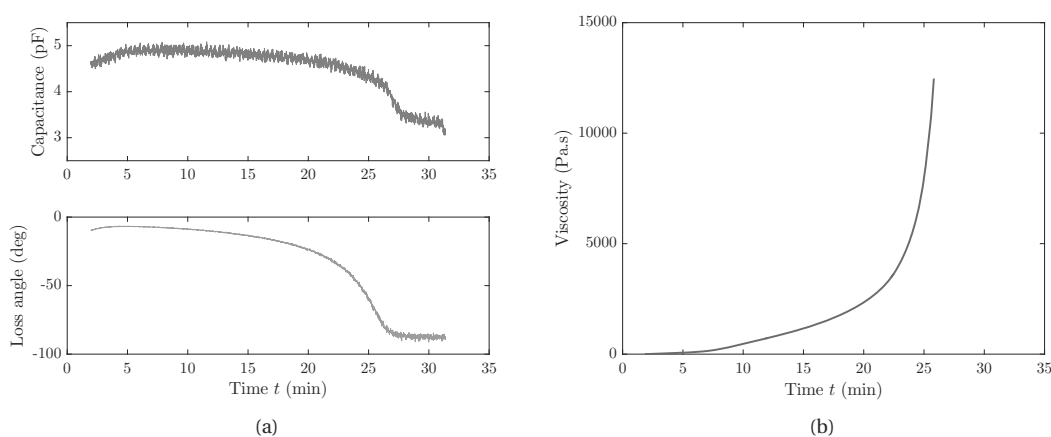 Capacitance (pF)
5
4
3
0 5 10 15 20 25 30 35
Loss angle (deg)
0
-50
-100
0 5 10 15 20 25 30 35
Time t (min)
(a)
Viscosity (Pa.s)
15000
10000
5000
0
0 5 10 15 20 25 30 35
Time t (min)
(b)